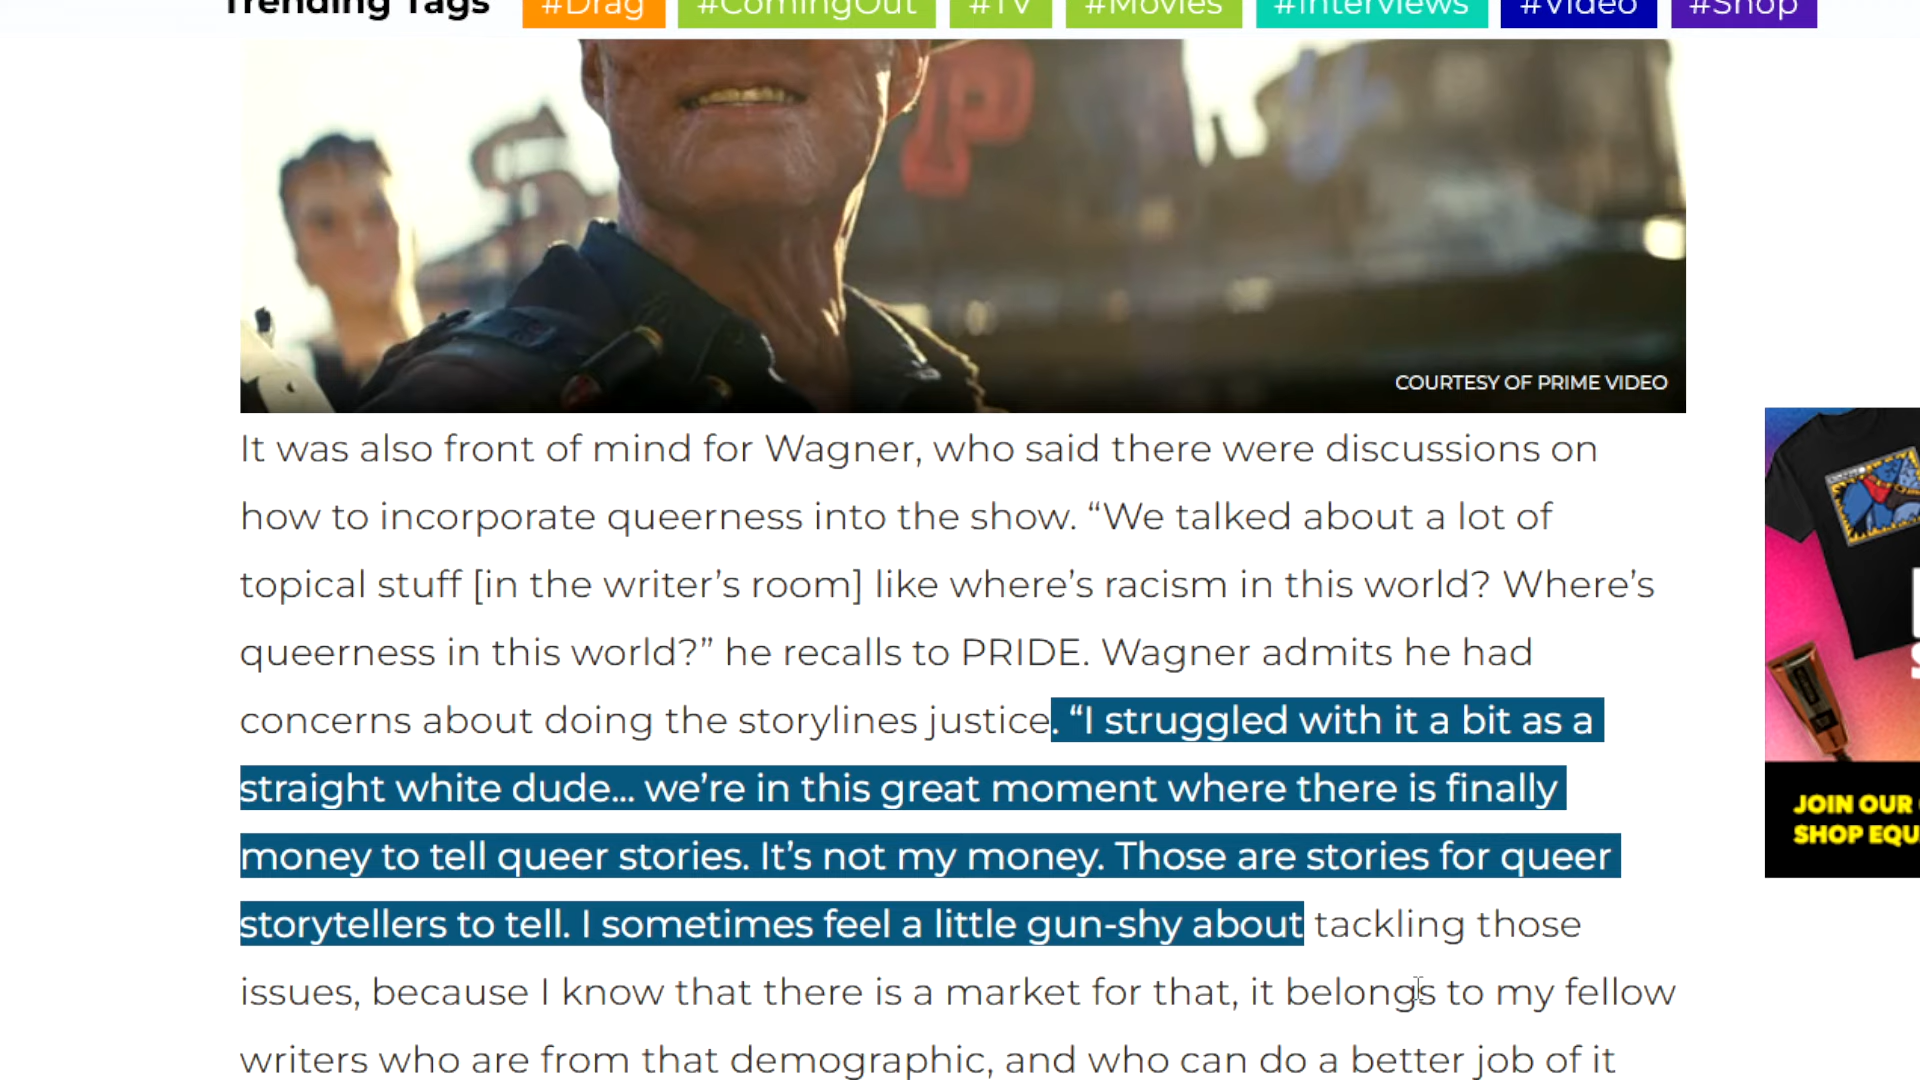 Trending Tags #Drag #ComingOut #TV #Movies #Interviews #Video #Shop
S P y
COURTESY OF PRIME VIDEO
It was also front of mind for Wagner, who said there were discussions on
how to incorporate queerness into the show. “We talked about a lot of
topical stuff [in the writer’s room] like where’s racism in this world? Where’s
queerness in this world?” he recalls to PRIDE. Wagner admits he had
concerns about doing the storylines justice. “I struggled with it a bit as a
straight white dude... we’re in this great moment where there is finally
money to tell queer stories. It’s not my money. Those are stories for queer
storytellers to tell. I sometimes feel a little gun-shy about tackling those
issues, because I know that there is a market for that, it belongs to my fellow
writers who are from that demographic, and who can do a better job of it
JOIN OUR
SHOP EQU